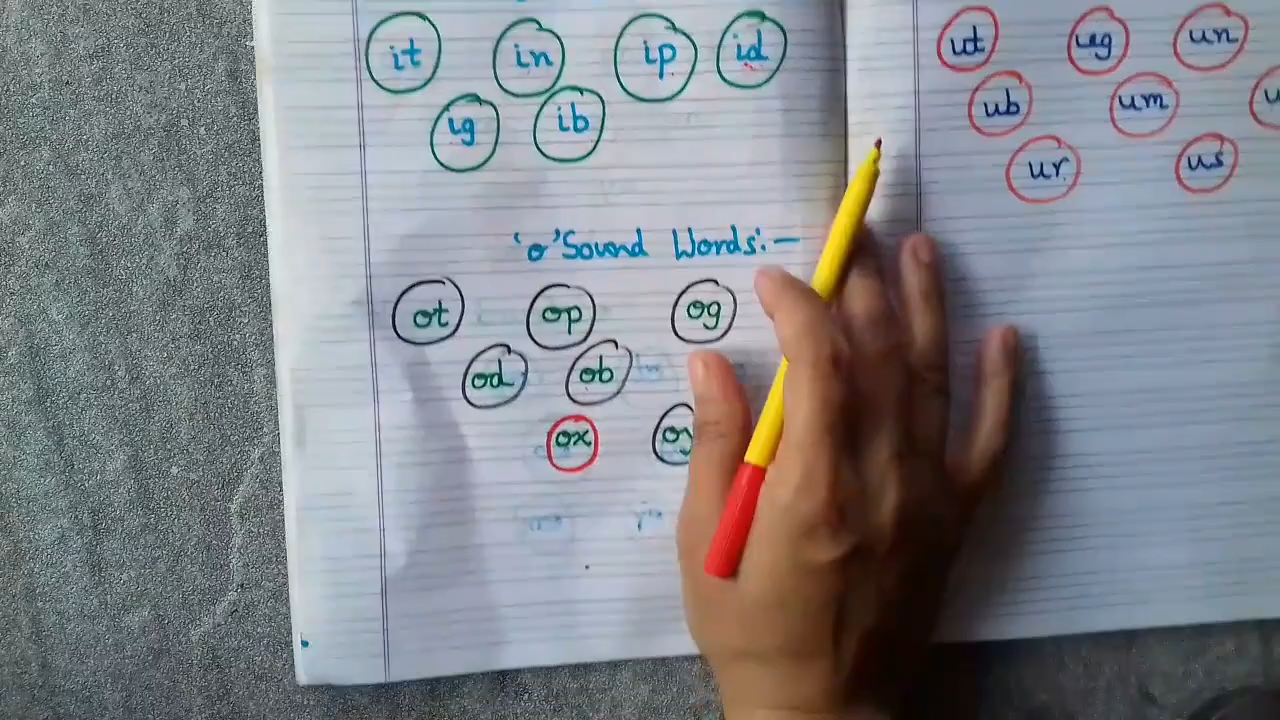 it in ip id
ig ib
'o' Sound Words:-
ot op og
od ob
ox oy
ut ug un
ub um
ur us